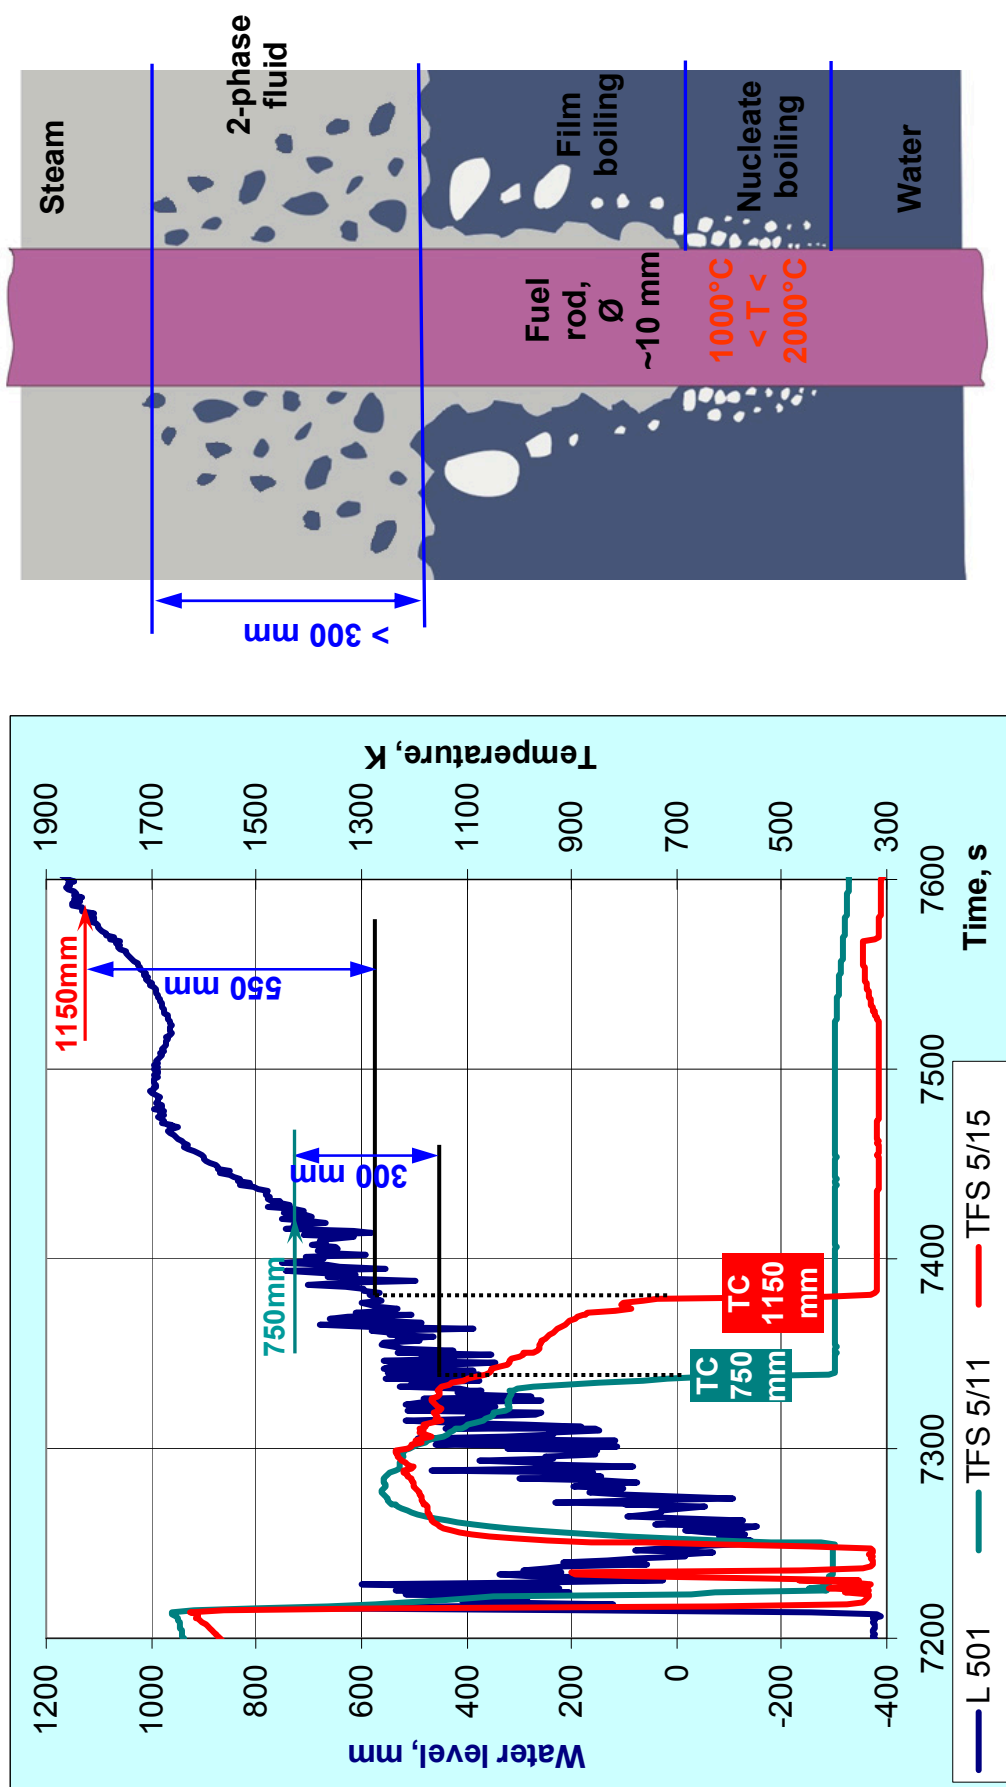 Steam
2-phase
fluid
> 300 mm
Film
boiling
Fuel
rod,
Ø
~10 mm
Nucleate
boiling
1000°C
< T <
2000°C
Water
Water level, mm
1200
1000
800
600
400
200
0
-200
-400
Temperature, K
1900
1700
1500
1300
1100
900
700
500
300
7200
7300
7400
7500
7600
Time, s
1150mm
550 mm
750mm
300 mm
TC
750
mm
TC
1150
mm
L 501
TFS 5/11
TFS 5/15